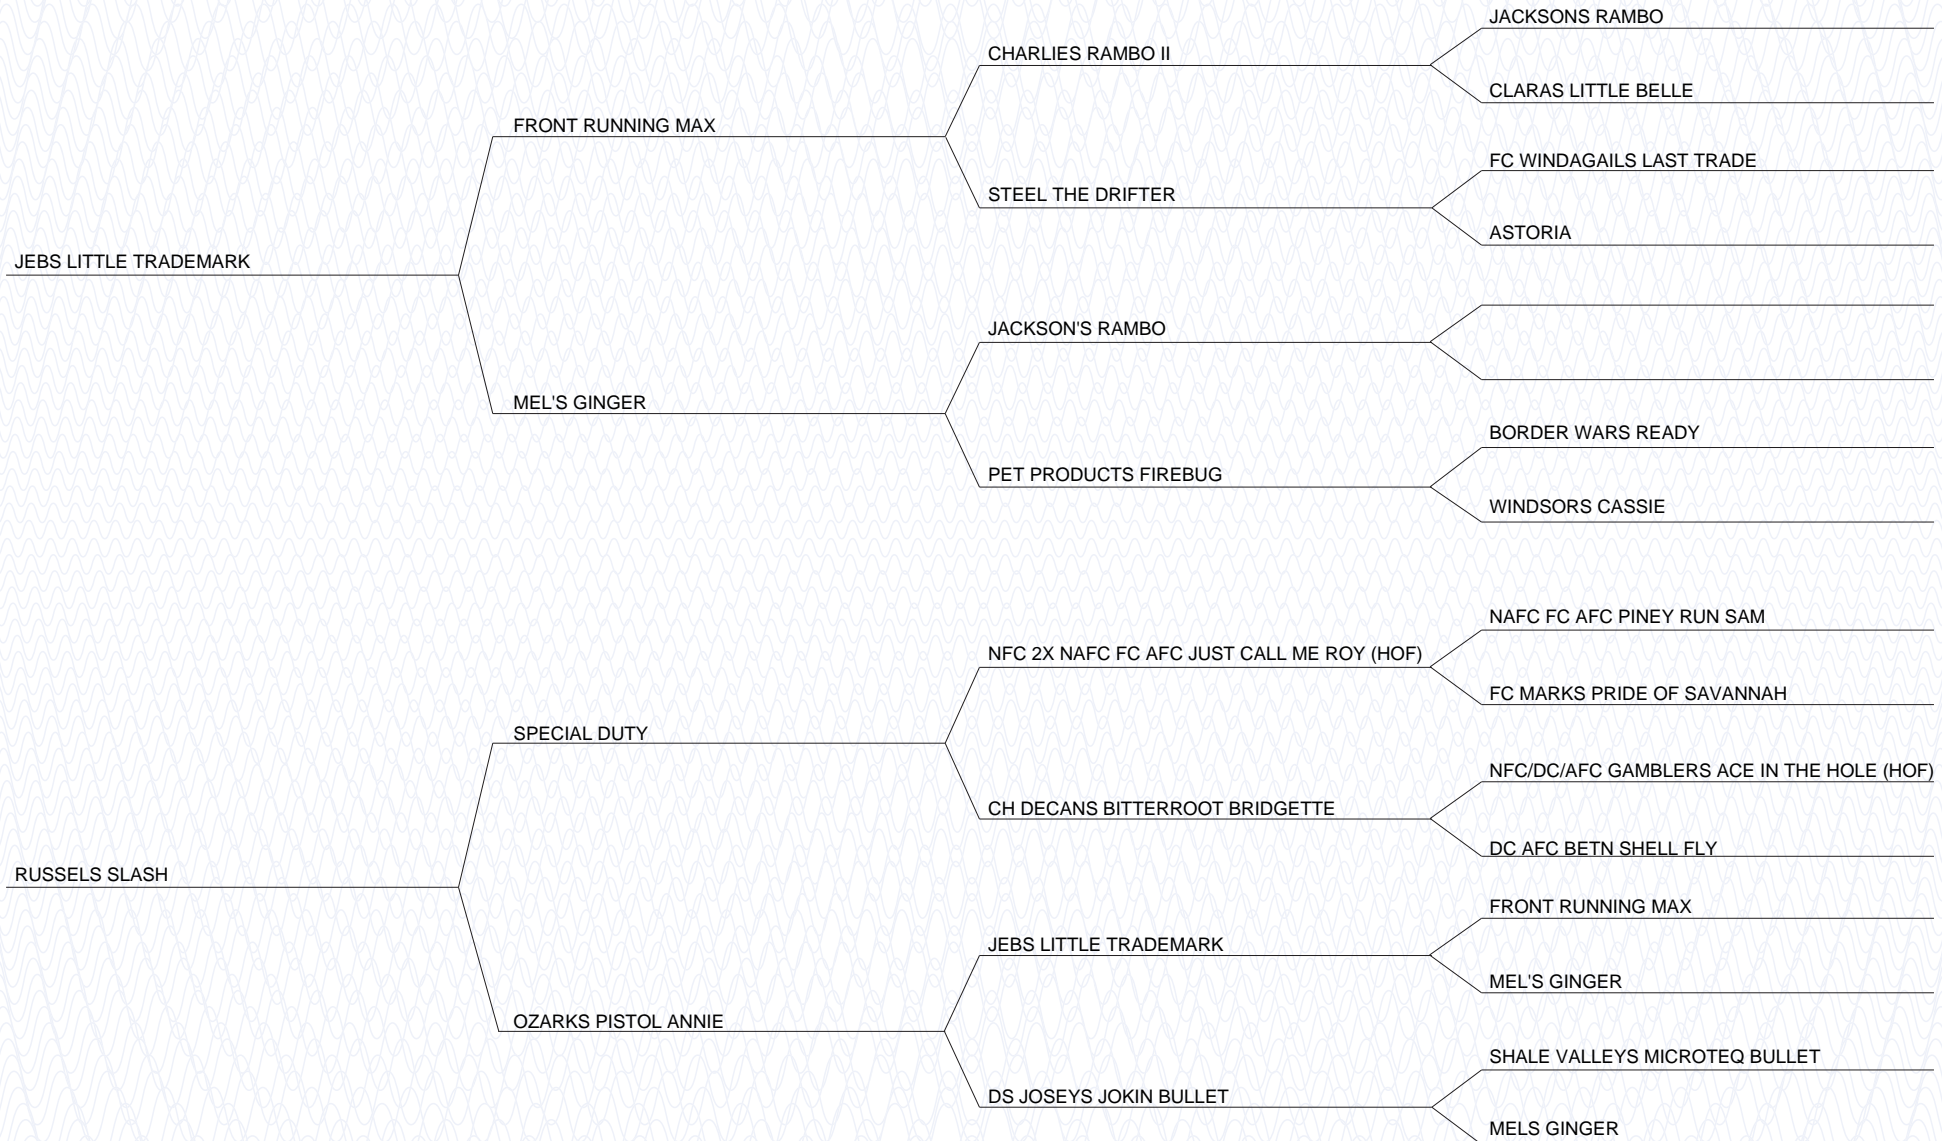 JACKSONS RAMBO
CHARLIES RAMBO II
CLARAS LITTLE BELLE
FRONT RUNNING MAX
FC WINDAGAILS LAST TRADE
STEEL THE DRIFTER
ASTORIA
JEBS LITTLE TRADEMARK
JACKSON'S RAMBO
MEL'S GINGER
BORDER WARS READY
PET PRODUCTS FIREBUG
WINDSORS CASSIE
NAFC FC AFC PINEY RUN SAM
NFC 2X NAFC FC AFC JUST CALL ME ROY (HOF)
FC MARKS PRIDE OF SAVANNAH
SPECIAL DUTY
NFC/DC/AFC GAMBLERS ACE IN THE HOLE (HOF)
CH DECANS BITTERROOT BRIDGETTE
DC AFC BETN SHELL FLY
RUSSELS SLASH
FRONT RUNNING MAX
JEBS LITTLE TRADEMARK
MEL'S GINGER
OZARKS PISTOL ANNIE
SHALE VALLEYS MICROTEQ BULLET
DS JOSEYS JOKIN BULLET
MELS GINGER